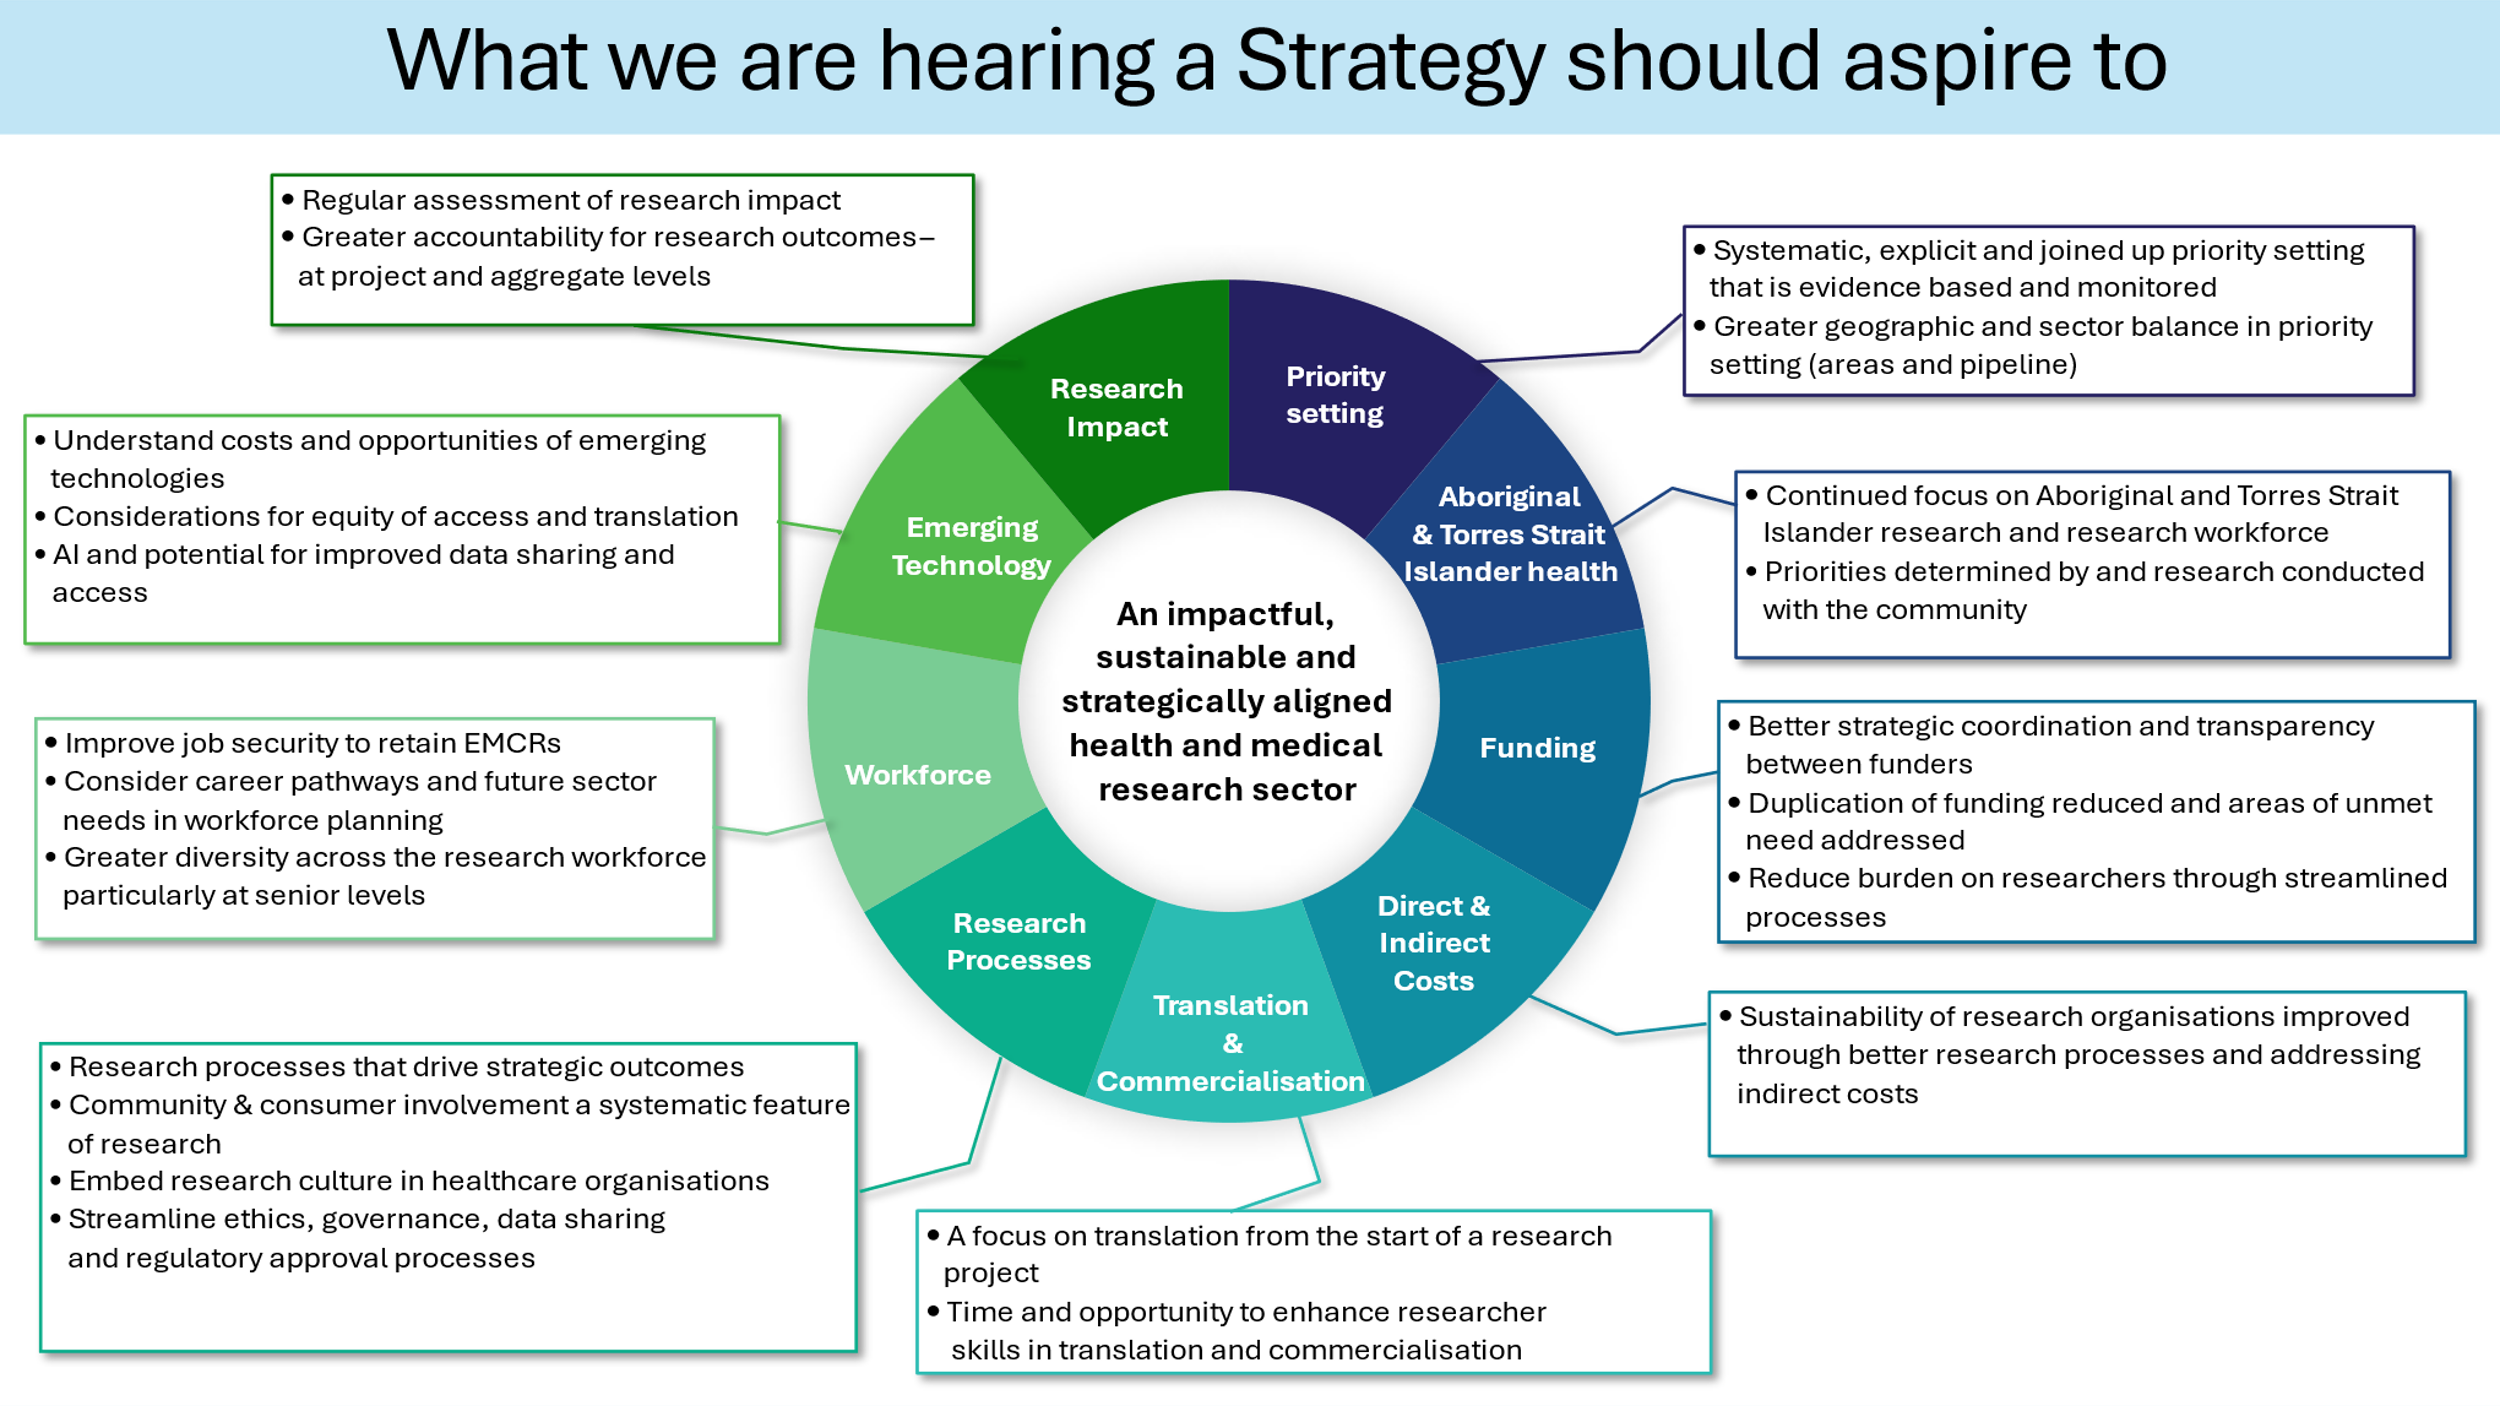 What we are hearing a Strategy should aspire to
• Regular assessment of research impact
• Greater accountability for research outcomes–
at project and aggregate levels
• Systematic, explicit and joined up priority setting
that is evidence based and monitored
• Greater geographic and sector balance in priority
setting (areas and pipeline)
Research
Impact
Priority
setting
• Understand costs and opportunities of emerging
technologies
• Considerations for equity of access and translation
• AI and potential for improved data sharing and
access
Emerging
Technology
Aboriginal
& Torres Strait
Islander health
• Continued focus on Aboriginal and Torres Strait
Islander research and research workforce
• Priorities determined by and research conducted
with the community
An impactful,
sustainable and
strategically aligned
health and medical
research sector
• Improve job security to retain EMCRs
• Consider career pathways and future sector
needs in workforce planning
• Greater diversity across the research workforce
particularly at senior levels
Workforce
Funding
• Better strategic coordination and transparency
between funders
• Duplication of funding reduced and areas of unmet
need addressed
• Reduce burden on researchers through streamlined
processes
Research
Processes
Direct &
Indirect
Costs
Translation
&
Commercialisation
• Sustainability of research organisations improved
through better research processes and addressing
indirect costs
• Research processes that drive strategic outcomes
• Community & consumer involvement a systematic feature
of research
• Embed research culture in healthcare organisations
• Streamline ethics, governance, data sharing
and regulatory approval processes
• A focus on translation from the start of a research
project
• Time and opportunity to enhance researcher
skills in translation and commercialisation